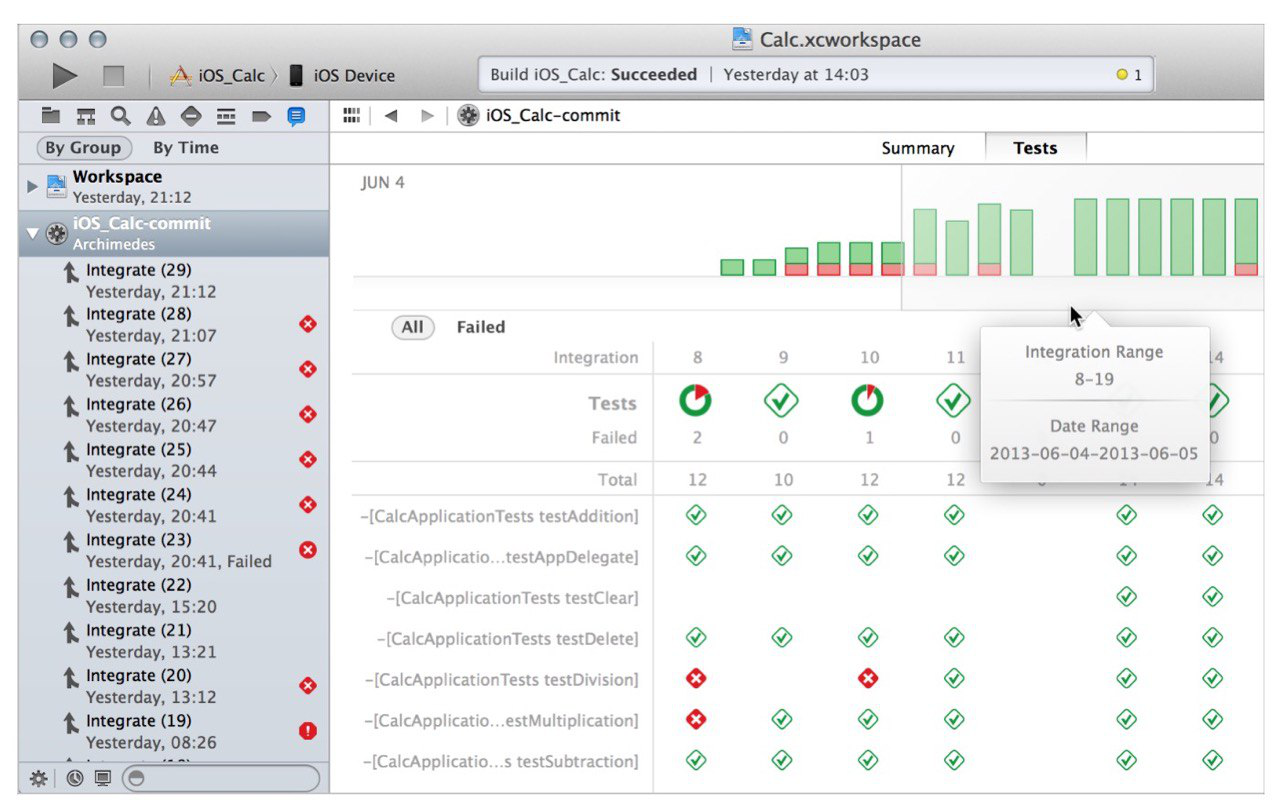 Calc.xcworkspace
iOS_Calc
iOS Device
Build iOS_Calc: Succeeded | Yesterday at 14:03
1
iOS_Calc-commit
By Group
By Time
Summary
Tests
Workspace
Yesterday, 21:12
iOS_Calc-commit
Archimedes
Integrate (29)
Yesterday, 21:12
Integrate (28)
Yesterday, 21:07
Integrate (27)
Yesterday, 20:57
Integrate (26)
Yesterday, 20:47
Integrate (25)
Yesterday, 20:44
Integrate (24)
Yesterday, 20:41
Integrate (23)
Yesterday, 20:41, Failed
Integrate (22)
Yesterday, 15:20
Integrate (21)
Yesterday, 13:21
Integrate (20)
Yesterday, 13:12
Integrate (19)
Yesterday, 08:26
JUN 4
All
Failed
Integration 8 9 10 11
Tests
Failed 2 0 1 0 0
Total 12 10 12 12 14
Integration Range
8-19
Date Range
2013-06-04-2013-06-05
-[CalcApplicationTests testAddition]
-[CalcApplicatio...testAppDelegate]
-[CalcApplicationTests testClear]
-[CalcApplicationTests testDelete]
-[CalcApplicationTests testDivision]
-[CalcApplicatio...estMultiplication]
-[CalcApplicatio...s testSubtraction]